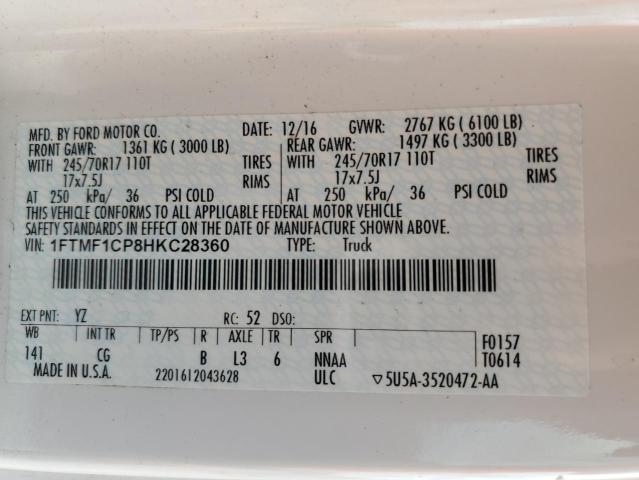 MFD. BY FORD MOTOR CO. DATE: 12/16 GVWR: 2767 KG ( 6100 LB)
FRONT GAWR: 1361 KG ( 3000 LB) REAR GAWR: 1497 KG ( 3300 LB)
WITH 245/70R17 110T TIRES WITH 245/70R17 110T TIRES
17x7.5J RIMS 17x7.5J RIMS
AT 250 kPa/ 36 PSI COLD AT 250 kPa/ 36 PSI COLD
THIS VEHICLE CONFORMS TO ALL APPLICABLE FEDERAL MOTOR VEHICLE
SAFETY STANDARDS IN EFFECT ON THE DATE OF MANUFACTURE SHOWN ABOVE.
VIN: 1FTMF1CP8HKC28360 TYPE: Truck
EXT PNT: YZ RC: 52 DSO:
WB INT TR TP/PS R AXLE TR SPR F0157
141 CG B L3 6 NNAA T0614
MADE IN U.S.A. 2201612043628 ULC ▽5U5A-3520472-AA